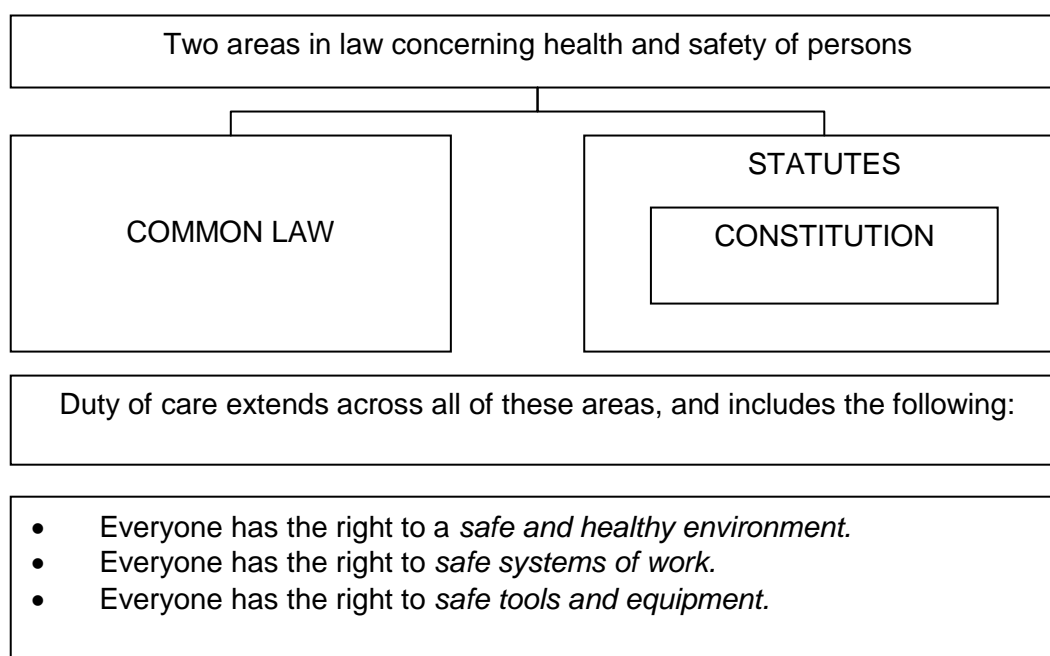 Two areas in law concerning health and safety of persons
COMMON LAW
STATUTES
CONSTITUTION
Duty of care extends across all of these areas, and includes the following:
• Everyone has the right to a safe and healthy environment.
• Everyone has the right to safe systems of work.
• Everyone has the right to safe tools and equipment.